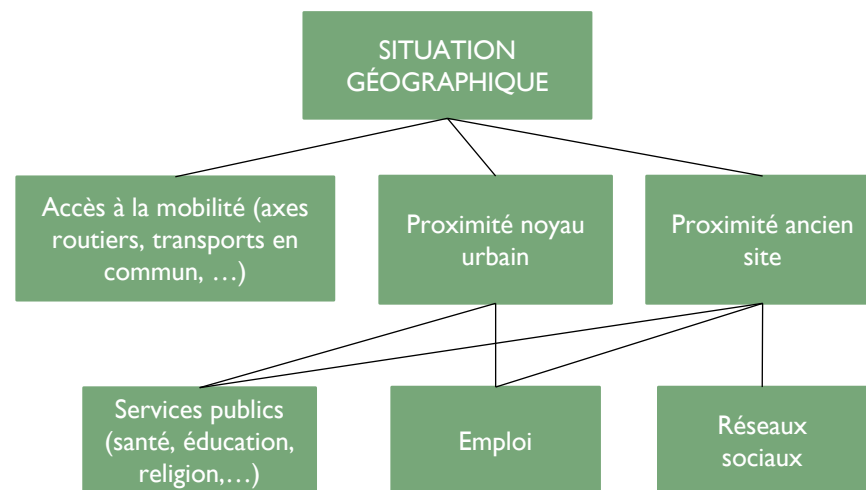 SITUATION
GÉOGRAPHIQUE
Accès à la mobilité (axes
routiers, transports en
commun, …)
Proximité noyau
urbain
Proximité ancien
site
Services publics
(santé, éducation,
religion,…)
Emploi
Réseaux
sociaux